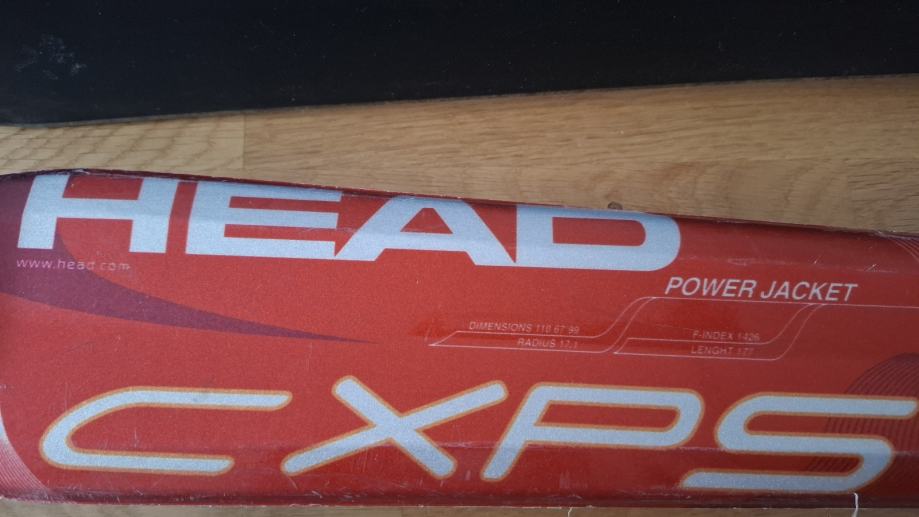 HEAD
www.head.com
POWER JACKET
DIMENSIONS 110 67 99
RADIUS 17,1
F-INDEX 1426
LENGHT 177
CXPS